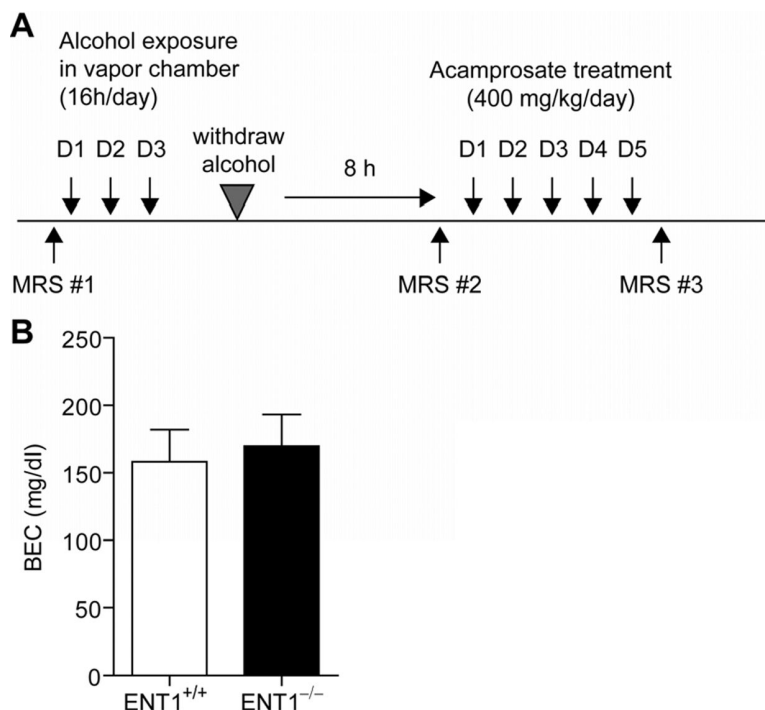 A
Alcohol exposure
in vapor chamber
(16h/day)
Acamprosate treatment
(400 mg/kg/day)
D1 D2 D3
withdraw
alcohol
8 h
D1 D2 D3 D4 D5
MRS #1
MRS #2
MRS #3
B
BEC (mg/dl)
250
200
150
100
50
0
ENT1+/+
ENT1−/−